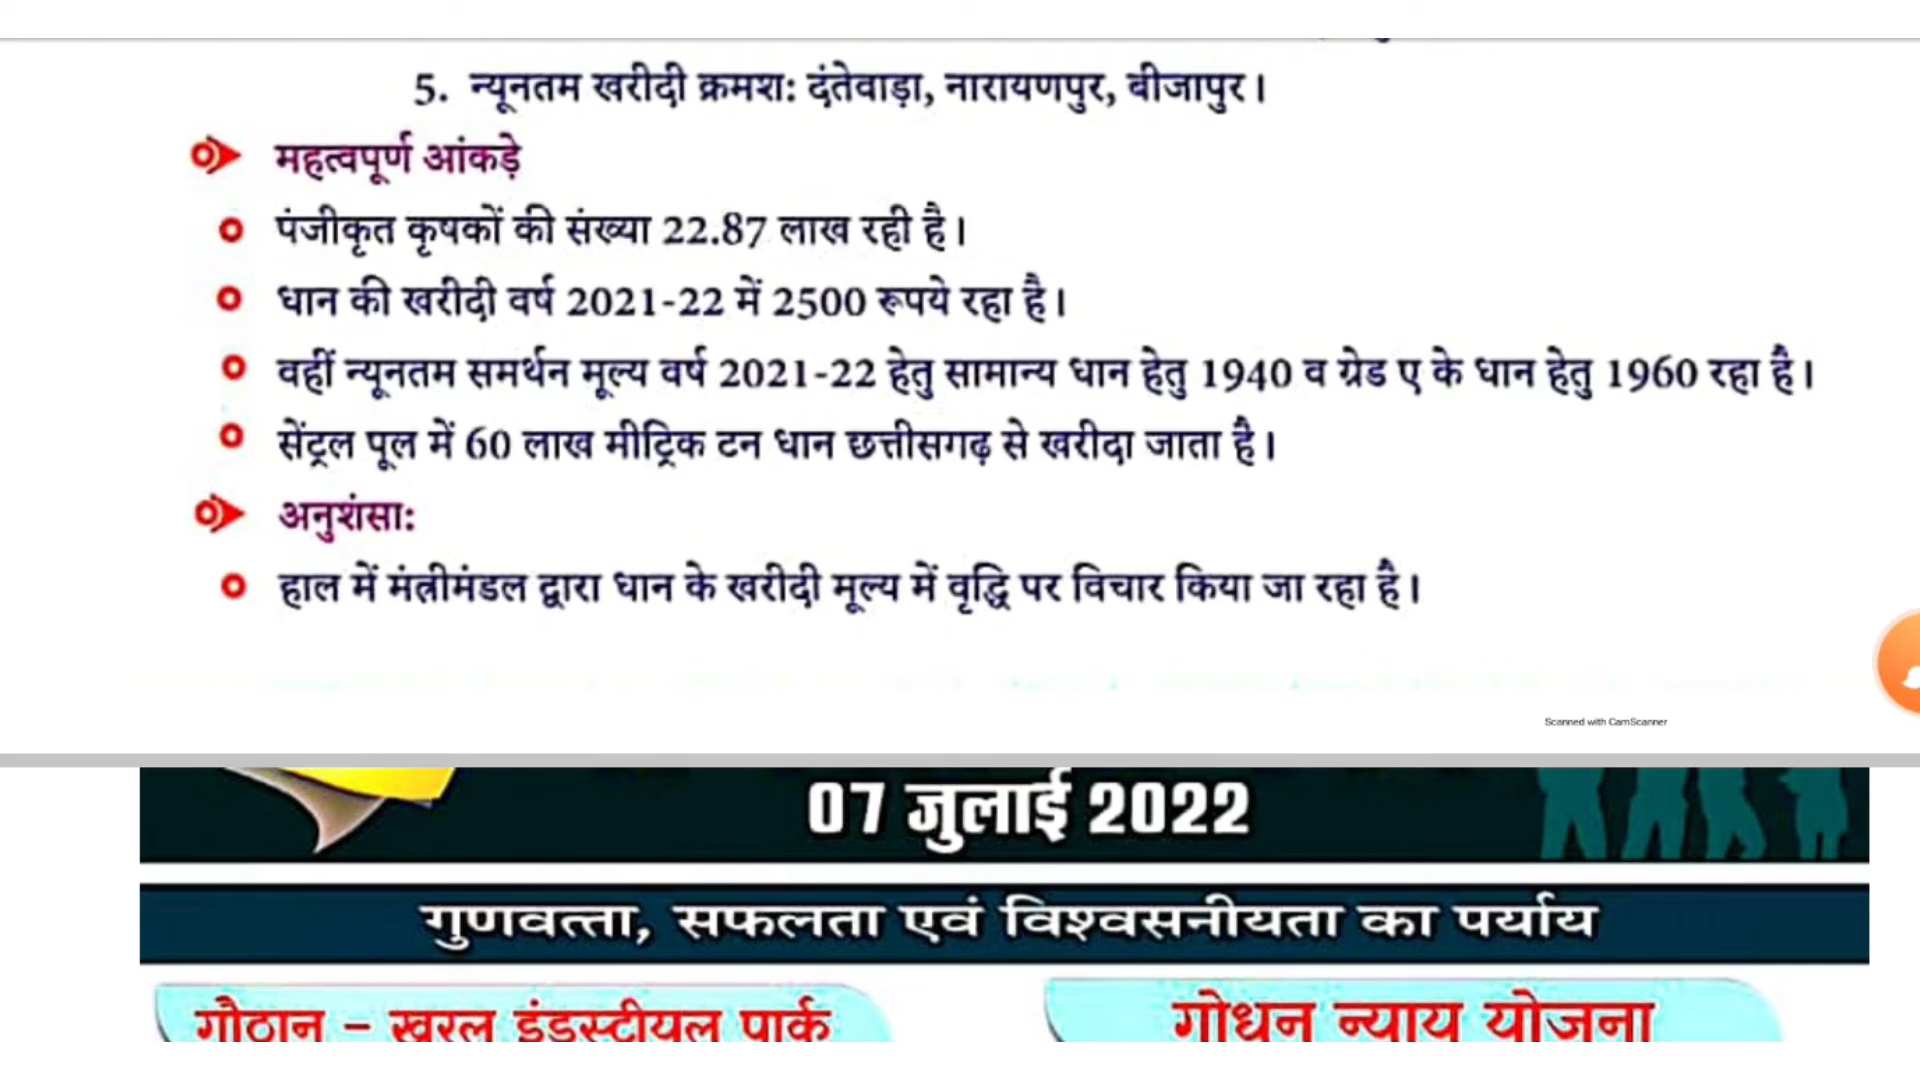 5. न्यूनतम खरीदी क्रमश: दंतेवाड़ा, नारायणपुर, बीजापुर।
महत्वपूर्ण आंकड़े
पंजीकृत कृषकों की संख्या 22.87 लाख रही है।
धान की खरीदी वर्ष 2021-22 में 2500 रूपये रहा है।
वहीं न्यूनतम समर्थन मूल्य वर्ष 2021-22 हेतु सामान्य धान हेतु 1940 व ग्रेड ए के धान हेतु 1960 रहा है।
सेंट्रल पूल में 60 लाख मीट्रिक टन धान छत्तीसगढ़ से खरीदा जाता है।
अनुशंसा:
हाल में मंत्रीमंडल द्वारा धान के खरीदी मूल्य में वृद्धि पर विचार किया जा रहा है।
Scanned with CamScanner
07 जुलाई 2022
गुणवत्ता, सफलता एवं विश्वसनीयता का पर्याय
गौठान – रूरल इंडस्टीयल पार्क
गोधन न्याय योजना